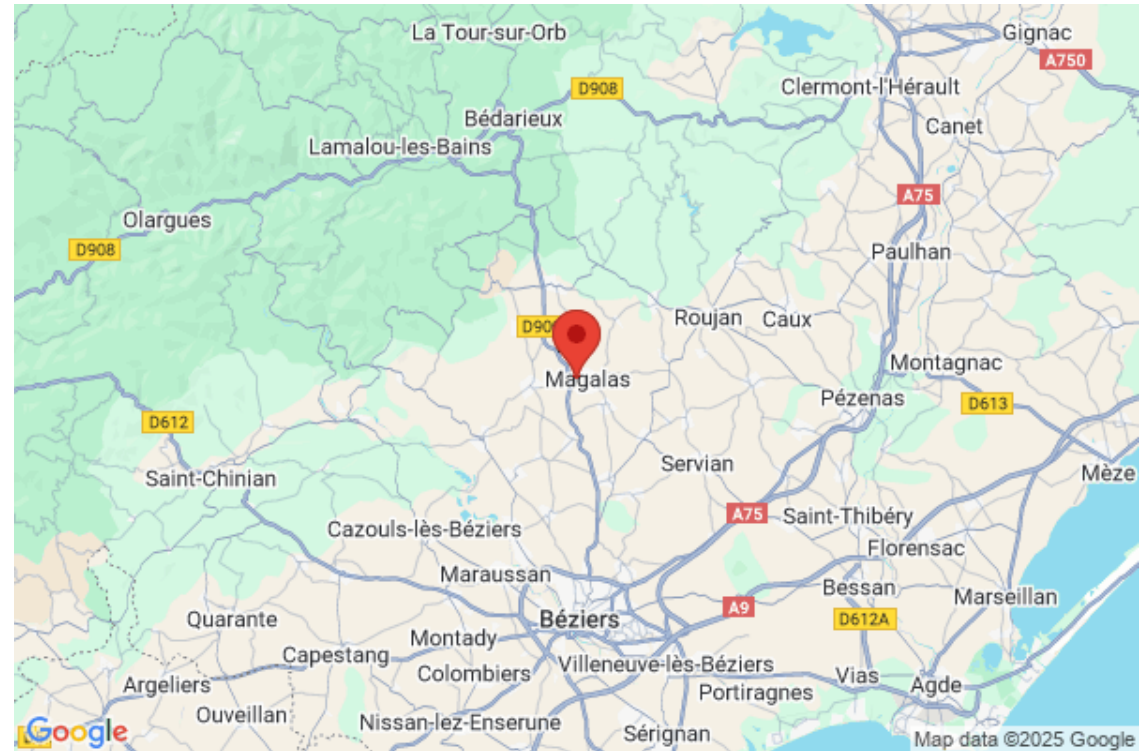 La Tour-sur-Orb
Gignac
A750
D908
Clermont-l'Hérault
Bédarieux
Canet
Lamalou-les-Bains
A75
Olargues
D908
Paulhan
Roujan
Caux
Magalas
Montagnac
Pézenas
D613
D612
Servian
Mèze
Saint-Chinian
A75
Saint-Thibéry
Cazouls-lès-Béziers
Florensac
Maraussan
Bessan
Marseillan
A9
Quarante
Béziers
D612A
Montady
Capestang
Villeneuve-lès-Béziers
Colombiers
Vias
Argeliers
Portiragnes
Agde
Ouveillan
Nissan-lez-Enserune
Sérignan
Google
Map data ©2025 Google